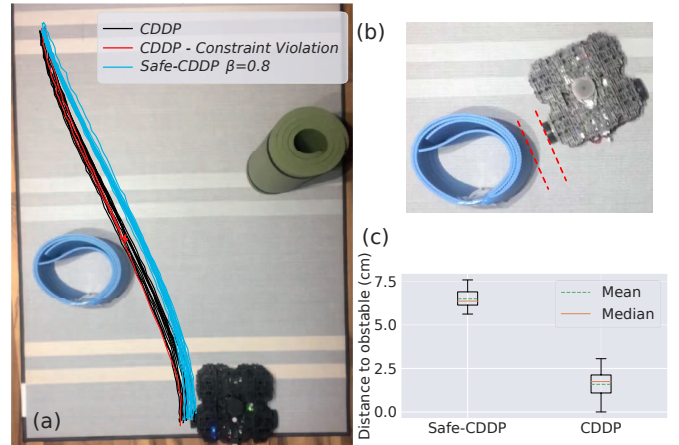 CDDP
CDDP - Constraint Violation
Safe-CDDP β=0.8
(a)
(b)
(c)
Distance to obstable (cm)
7.5
5.0
2.5
0.0
Mean
Median
Safe-CDDP
CDDP